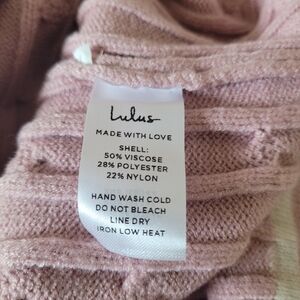 Lulus
MADE WITH LOVE
SHELL:
50% VISCOSE
28% POLYESTER
22% NYLON
HAND WASH COLD
DO NOT BLEACH
LINE DRY
IRON LOW HEAT